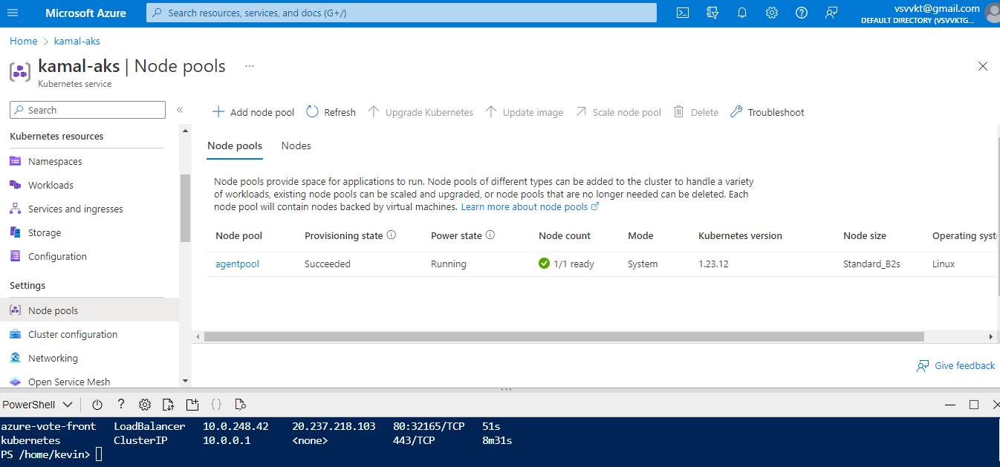 Microsoft Azure
Search resources, services, and docs (G+/)
vsvvkt@gmail.com
DEFAULT DIRECTORY (VSVVKTG...
Home > kamal-aks
kamal-aks | Node pools ...
Kubernetes service
Search
«
Add node pool
Refresh
Upgrade Kubernetes
Update image
Scale node pool
Delete
Troubleshoot
Kubernetes resources
Namespaces
Workloads
Services and ingresses
Storage
Configuration
Settings
Node pools
Cluster configuration
Networking
Open Service Mesh
Node pools Nodes
Node pools provide space for applications to run. Node pools of different types can be added to the cluster to handle a variety
of workloads, existing node pools can be scaled and upgraded, or node pools that are no longer needed can be deleted. Each
node pool will contain nodes backed by virtual machines. Learn more about node pools
Node pool Provisioning state Power state Node count Mode Kubernetes version Node size Operating syst
agentpool Succeeded Running 1/1 ready System 1.23.12 Standard_B2s Linux
Give feedback
PowerShell ? {}
azure-vote-front LoadBalancer 10.0.248.42 20.237.218.103 80:32165/TCP 51s
kubernetes ClusterIP 10.0.0.1 <none> 443/TCP 8m31s
PS /home/kevin>